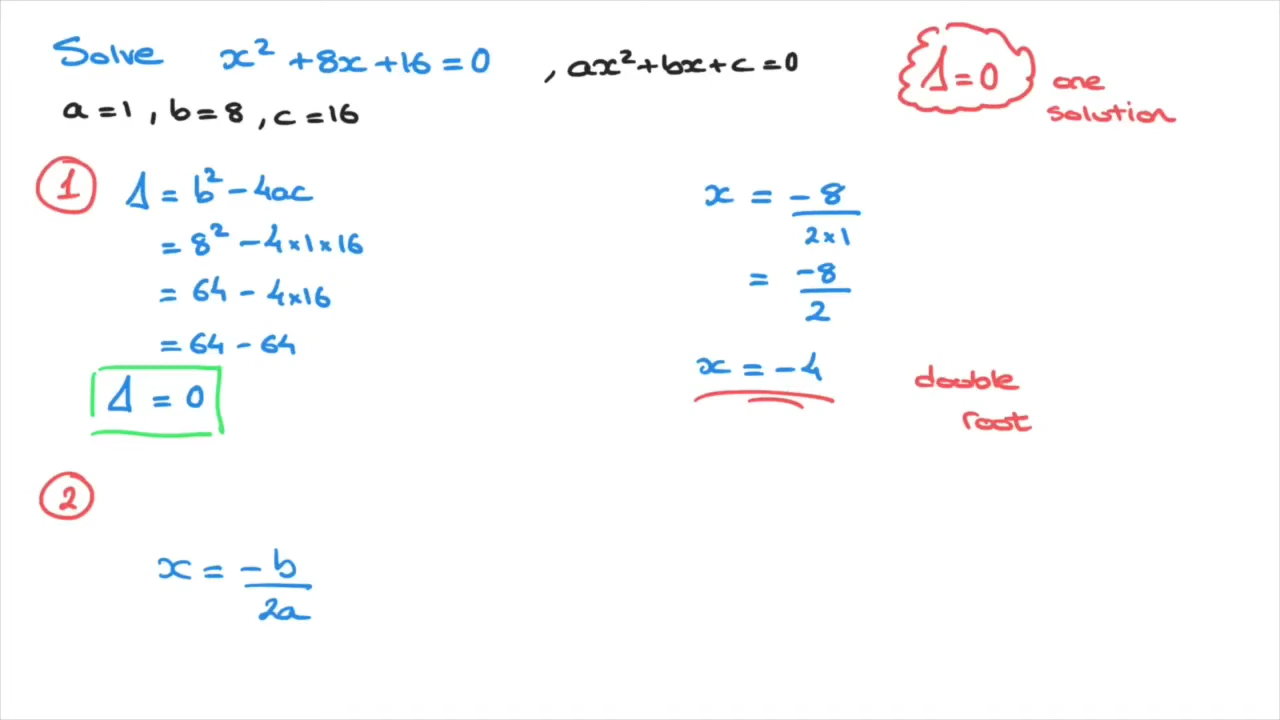 Solve x² + 8x + 16 = 0 , ax² + bx + c = 0
a = 1 , b = 8 , c = 16
Δ = 0 one solution
1 Δ = b² - 4ac
= 8² - 4 × 1 × 16
= 64 - 4 × 16
= 64 - 64
Δ = 0
x = -8 / 2 × 1
= -8 / 2
x = -4 double root
2
x = -b / 2a